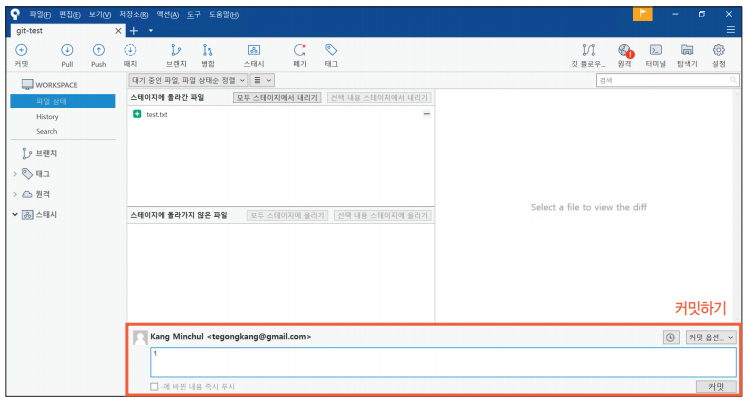 파일(F) 편집(E) 보기(V) 저장소(R) 액션(A) 도구 도움말(H)
git-test
커밋 Pull Push 패치 브랜치 병합 스태시 폐기 태그 깃 플로우... 원격 터미널 탐색기 설정
WORKSPACE
파일 상태
History
Search
브랜치
태그
원격
스태시
대기 중인 파일, 파일 상태순 정렬
검색
스테이지에 올라간 파일 모두 스테이지에서 내리기 선택 내용 스테이지에서 내리기
test.txt
스테이지에 올라가지 않은 파일 모두 스테이지에 올리기 선택 내용 스테이지에 올리기
Select a file to view the diff
커밋하기
Kang Minchul <tegongkang@gmail.com>
커밋 옵션...
1
-에 바뀐 내용 즉시 푸시
커밋